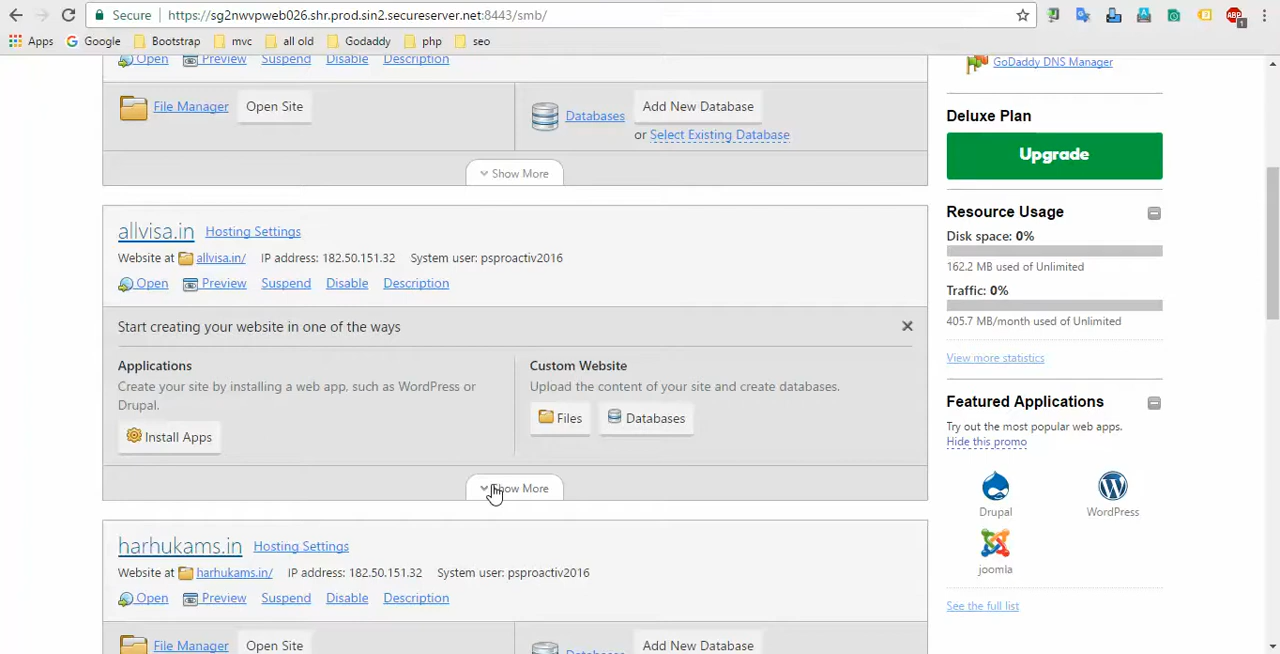 Secure https://sg2nwvpweb026.shr.prod.sin2.secureserver.net:8443/smb/
ABP
1
Apps Google Bootstrap mvc all old Godaddy php seo
Open Preview Suspend Disable Description
File Manager Open Site
Databases Add New Database
or Select Existing Database
Show More
allvisa.in Hosting Settings
Website at allvisa.in/ IP address: 182.50.151.32 System user: psproactiv2016
Open Preview Suspend Disable Description
Start creating your website in one of the ways
Applications
Create your site by installing a web app, such as WordPress or
Drupal.
Install Apps
Custom Website
Upload the content of your site and create databases.
Files Databases
Show More
harhukams.in Hosting Settings
Website at harhukams.in/ IP address: 182.50.151.32 System user: psproactiv2016
Open Preview Suspend Disable Description
File Manager Open Site
Databases Add New Database
GoDaddy DNS Manager
Deluxe Plan
Upgrade
Resource Usage
Disk space: 0%
162.2 MB used of Unlimited
Traffic: 0%
405.7 MB/month used of Unlimited
View more statistics
Featured Applications
Try out the most popular web apps.
Hide this promo
Drupal WordPress
joomla
See the full list